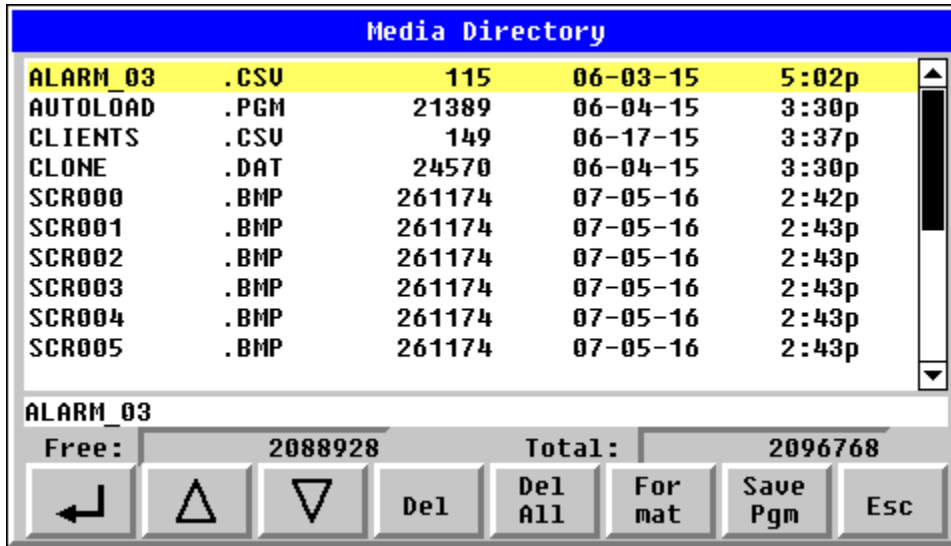 Media Directory
ALARM_03 .CSV 115 06-03-15 5:02p
AUTOLOAD .PGM 21389 06-04-15 3:30p
CLIENTS .CSV 149 06-17-15 3:37p
CLONE .DAT 24570 06-04-15 3:30p
SCR000 .BMP 261174 07-05-16 2:42p
SCR001 .BMP 261174 07-05-16 2:43p
SCR002 .BMP 261174 07-05-16 2:43p
SCR003 .BMP 261174 07-05-16 2:43p
SCR004 .BMP 261174 07-05-16 2:43p
SCR005 .BMP 261174 07-05-16 2:43p
ALARM_03
Free: 2088928 Total: 2096768
Del
Del
All
For
mat
Save
Pgm
Esc